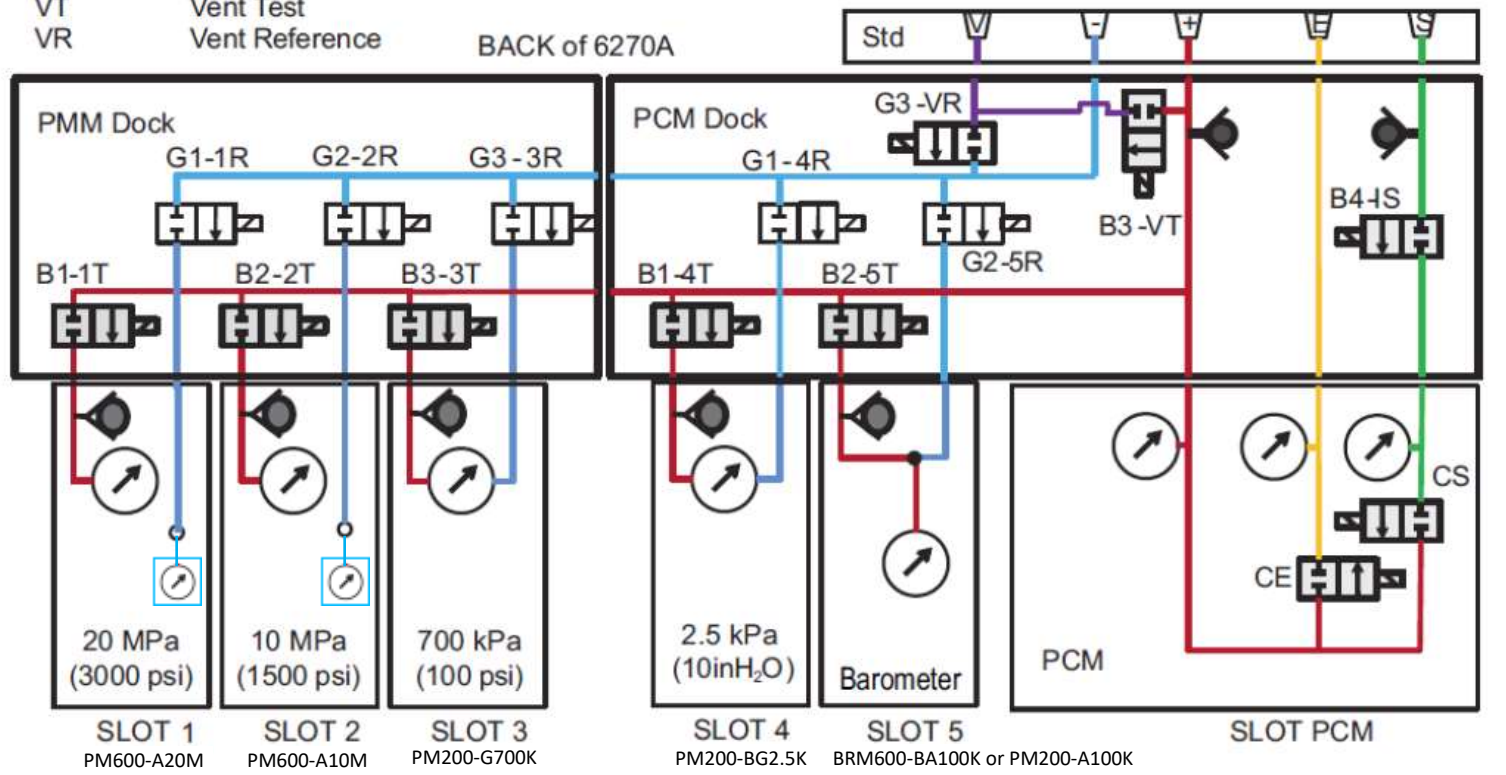 VT Vent Test
VR Vent Reference
BACK of 6270A
Std V - + E S
PMM Dock
PCM Dock
G3 -VR
G1-1R G2-2R G3-3R
G1-4R
B3 -VT
B4-IS
G2-5R
B1-1T B2-2T B3-3T
B1-4T B2-5T
CS
CE
20 MPa
(3000 psi)
10 MPa
(1500 psi)
700 kPa
(100 psi)
2.5 kPa
(10inH₂O)
Barometer
PCM
SLOT 1 SLOT 2 SLOT 3 SLOT 4 SLOT 5 SLOT PCM
PM600-A20M PM600-A10M PM200-G700K PM200-BG2.5K BRM600-BA100K or PM200-A100K